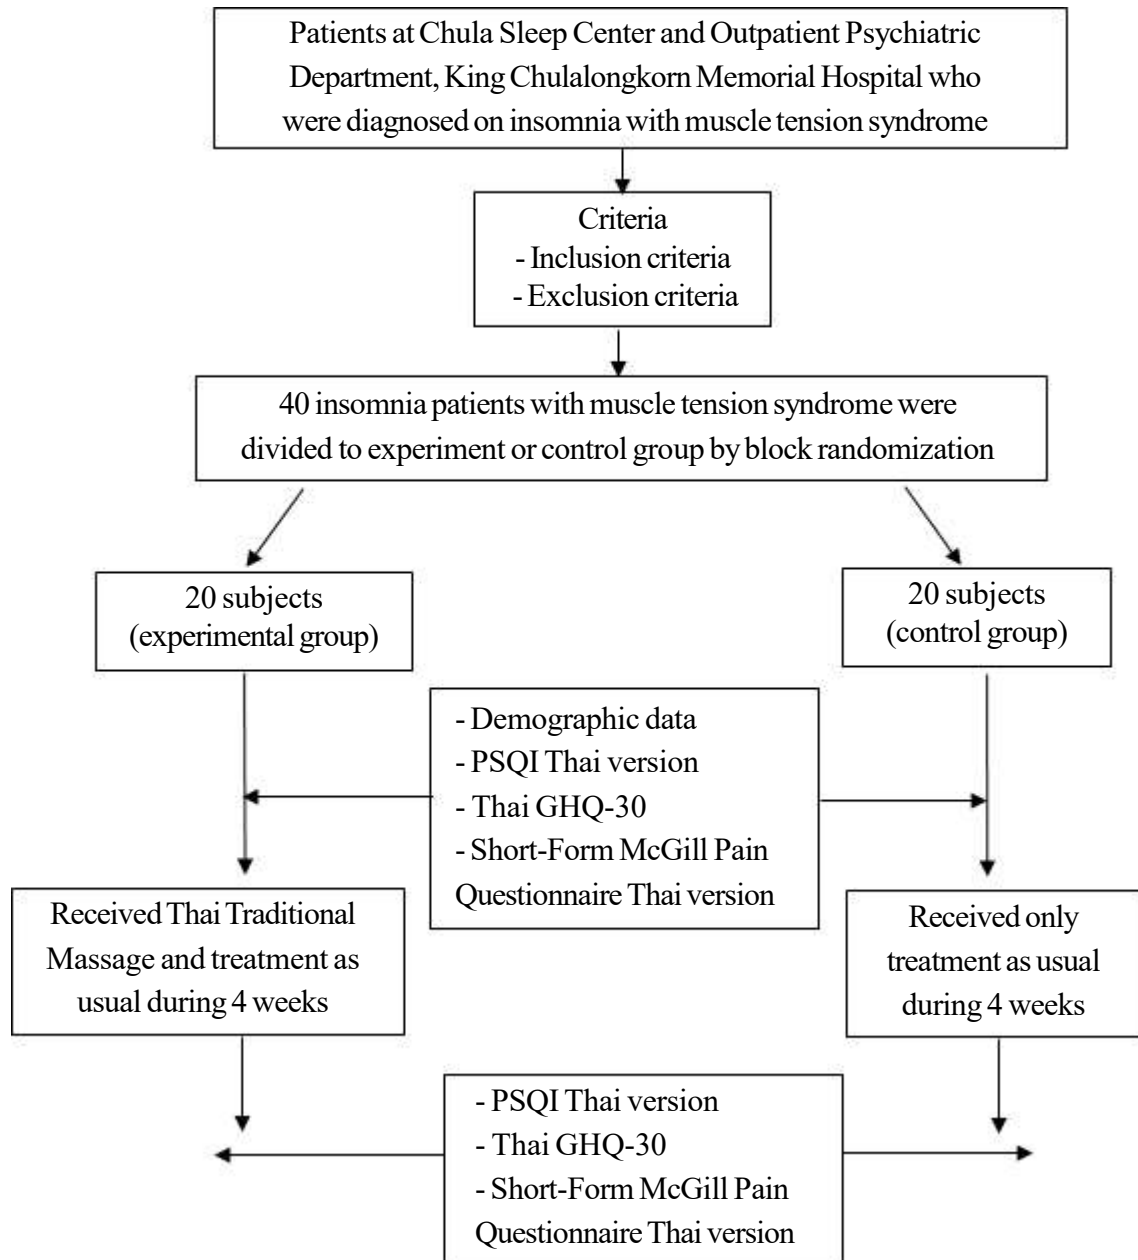 Patients at Chula Sleep Center and Outpatient Psychiatric
Department, King Chulalongkorn Memorial Hospital who
were diagnosed on insomnia with muscle tension syndrome
Criteria
- Inclusion criteria
- Exclusion criteria
40 insomnia patients with muscle tension syndrome were
divided to experiment or control group by block randomization
20 subjects
(experimental group)
20 subjects
(control group)
- Demographic data
- PSQI Thai version
- Thai GHQ-30
- Short-Form McGill Pain
Questionnaire Thai version
Received Thai Traditional
Massage and treatment as
usual during 4 weeks
Received only
treatment as usual
during 4 weeks
- PSQI Thai version
- Thai GHQ-30
- Short-Form McGill Pain
Questionnaire Thai version